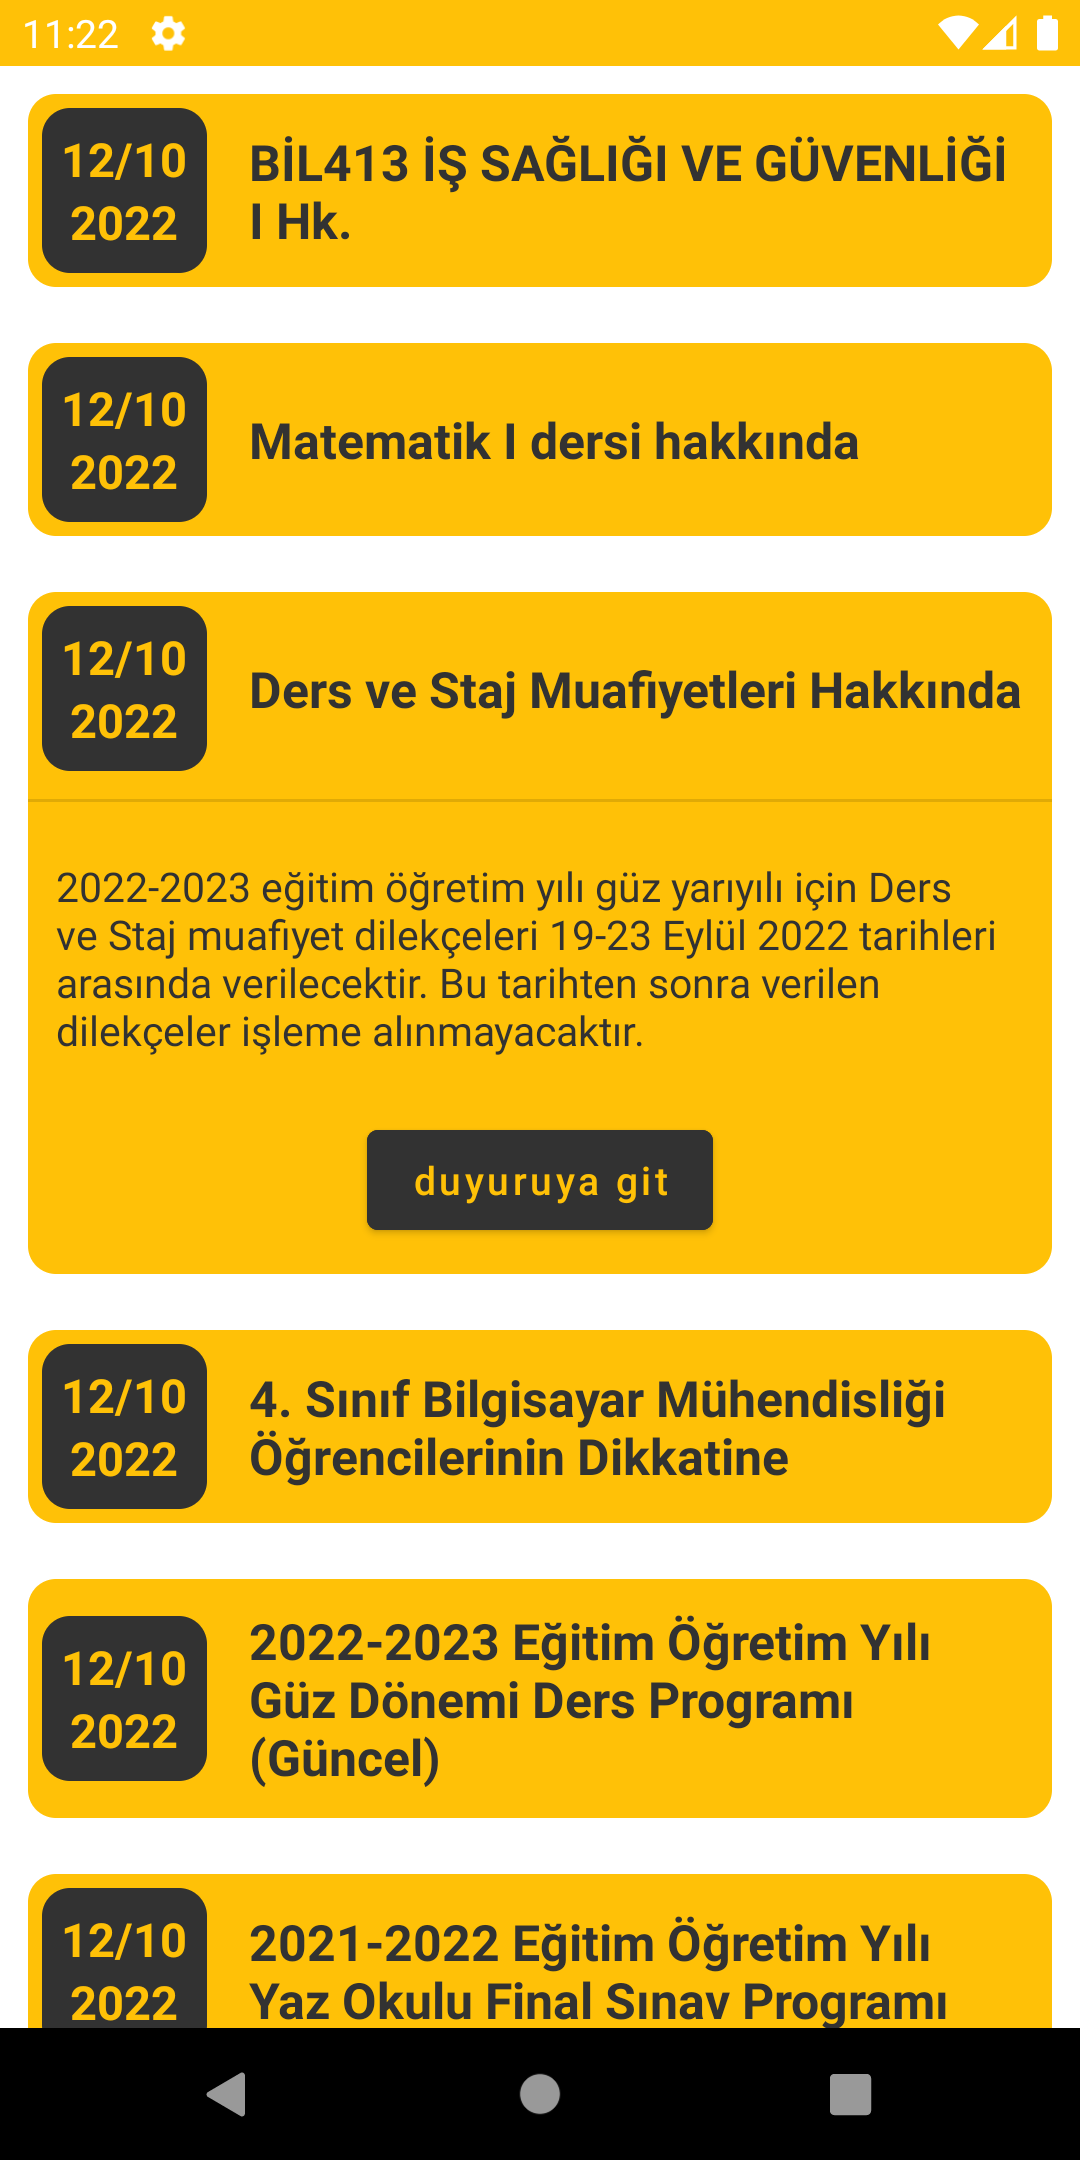 11:22
12/10
2022
BİL413 İŞ SAĞLIĞI VE GÜVENLİĞİ
I Hk.
12/10
2022
Matematik I dersi hakkında
12/10
2022
Ders ve Staj Muafiyetleri Hakkında
2022-2023 eğitim öğretim yılı güz yarıyılı için Ders
ve Staj muafiyet dilekçeleri 19-23 Eylül 2022 tarihleri
arasında verilecektir. Bu tarihten sonra verilen
dilekçeler işleme alınmayacaktır.
duyuruya git
12/10
2022
4. Sınıf Bilgisayar Mühendisliği
Öğrencilerinin Dikkatine
12/10
2022
2022-2023 Eğitim Öğretim Yılı
Güz Dönemi Ders Programı
(Güncel)
12/10
2022
2021-2022 Eğitim Öğretim Yılı
Yaz Okulu Final Sınav Programı